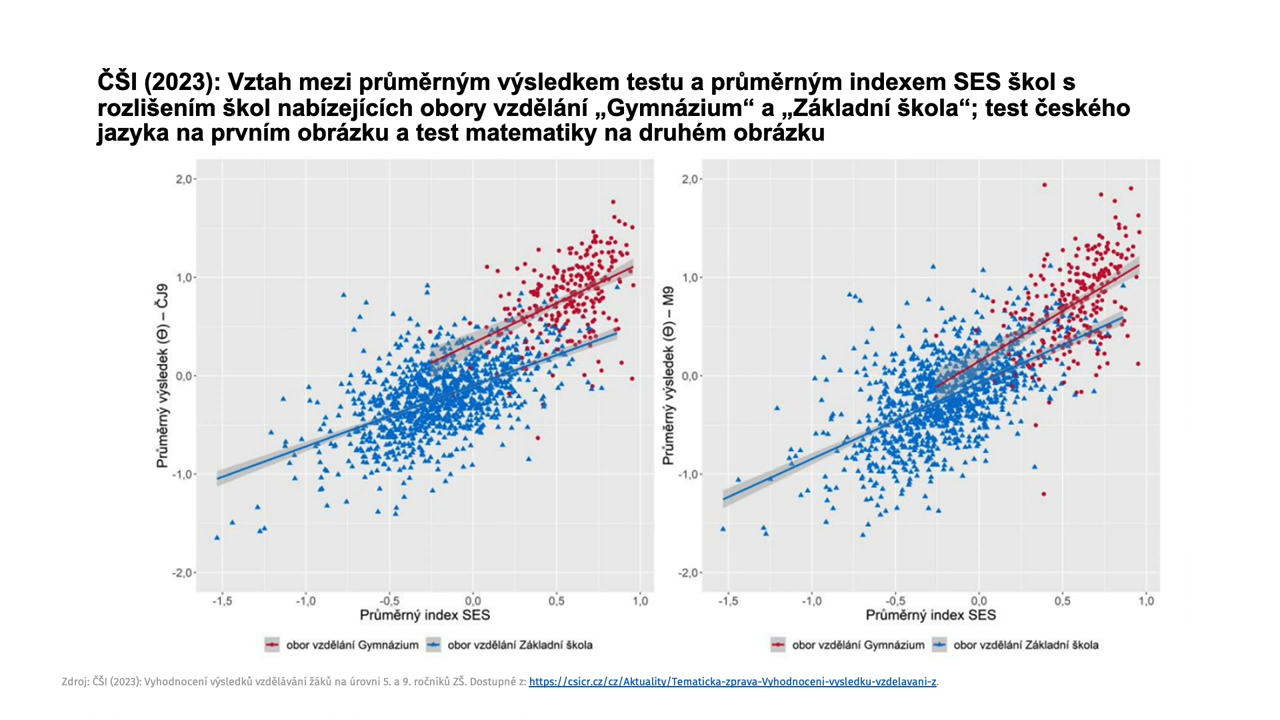 ČŠI (2023): Vztah mezi průměrným výsledkem testu a průměrným indexem SES škol s
rozlišením škol nabízejících obory vzdělání „Gymnázium“ a „Základní škola“; test českého
jazyka na prvním obrázku a test matematiky na druhém obrázku
2,0
1,0
0,0
-1,0
-2,0
Průměrný výsledek (Θ) – ČJ9
-1,5 -1,0 -0,5 0,0 0,5 1,0
Průměrný index SES
obor vzdělání Gymnázium obor vzdělání Základní škola
2,0
1,0
0,0
-1,0
-2,0
Průměrný výsledek (Θ) – M9
-1,5 -1,0 -0,5 0,0 0,5 1,0
Průměrný index SES
obor vzdělání Gymnázium obor vzdělání Základní škola
Zdroj: ČŠI (2023): Vyhodnocení výsledků vzdělávání žáků na úrovni 5. a 9. ročníků ZŠ. Dostupné z: https://csicr.cz/cz/Aktuality/Tematicka-zprava-Vyhodnoceni-vysledku-vzdelavani-z.